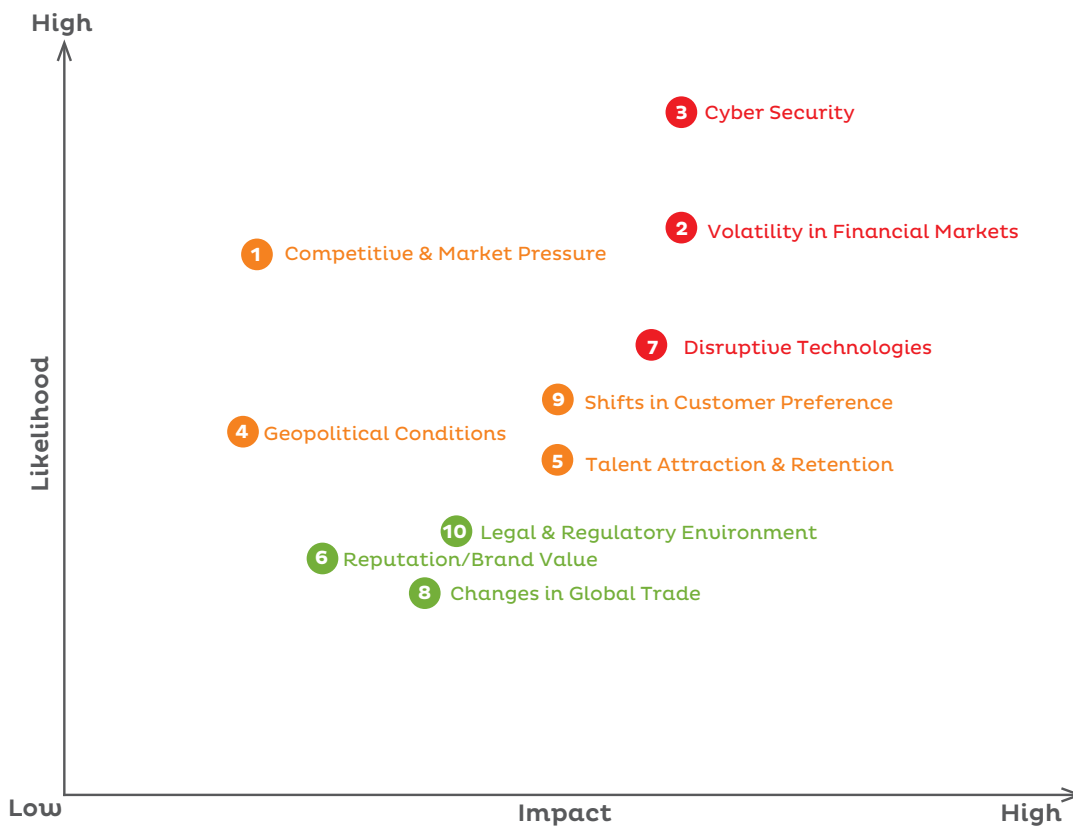 High
3 Cyber Security
2 Volatility in Financial Markets
1 Competitive & Market Pressure
7 Disruptive Technologies
9 Shifts in Customer Preference
4 Geopolitical Conditions
5 Talent Attraction & Retention
Likelihood
10 Legal & Regulatory Environment
6 Reputation/Brand Value
8 Changes in Global Trade
Low
Impact
High